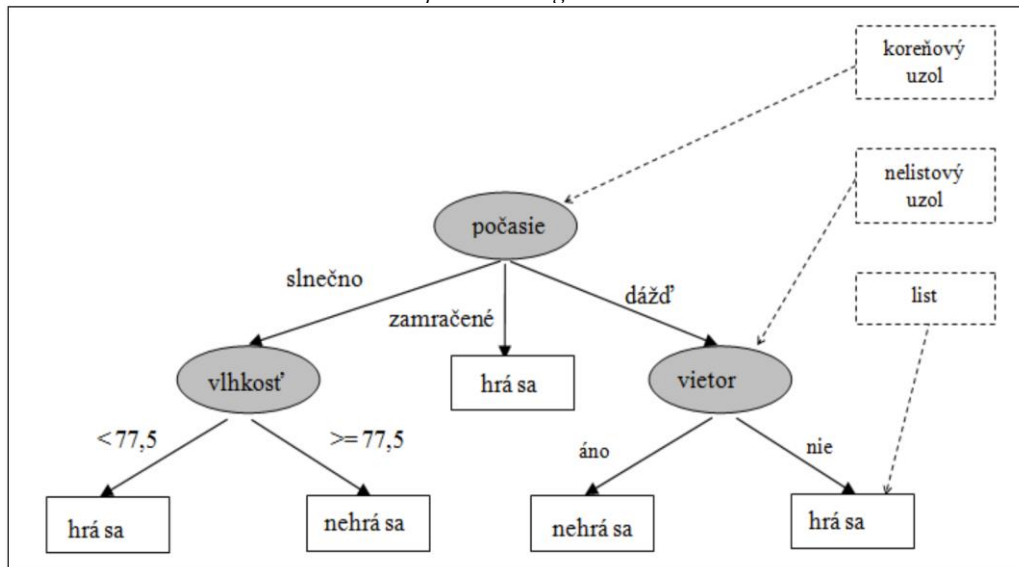 koreňový
uzol
nelistový
uzol
počasie
slnečno
zamračené
dážď
list
vlhkosť
hrá sa
vietor
< 77,5
>= 77,5
áno
nie
hrá sa
nehrá sa
nehrá sa
hrá sa